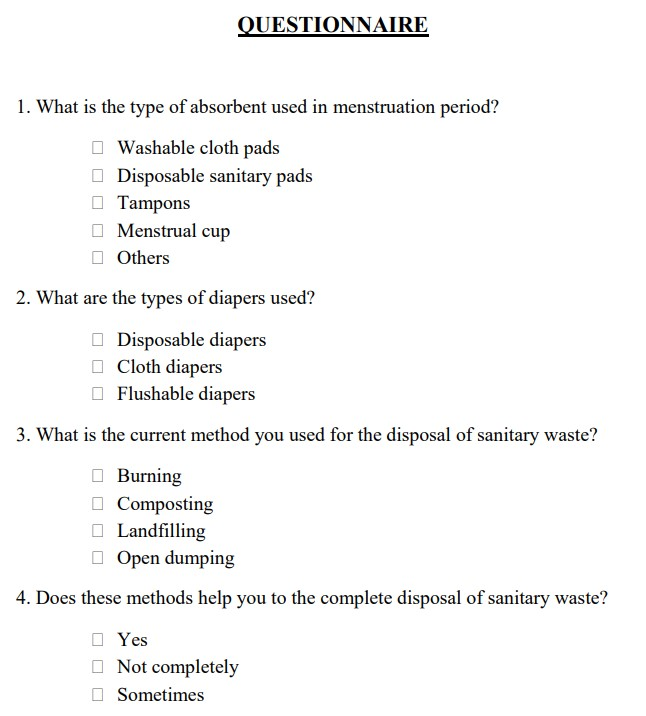 QUESTIONNAIRE
1. What is the type of absorbent used in menstruation period?
Washable cloth pads
Disposable sanitary pads
Tampons
Menstrual cup
Others
2. What are the types of diapers used?
Disposable diapers
Cloth diapers
Flushable diapers
3. What is the current method you used for the disposal of sanitary waste?
Burning
Composting
Landfilling
Open dumping
4. Does these methods help you to the complete disposal of sanitary waste?
Yes
Not completely
Sometimes